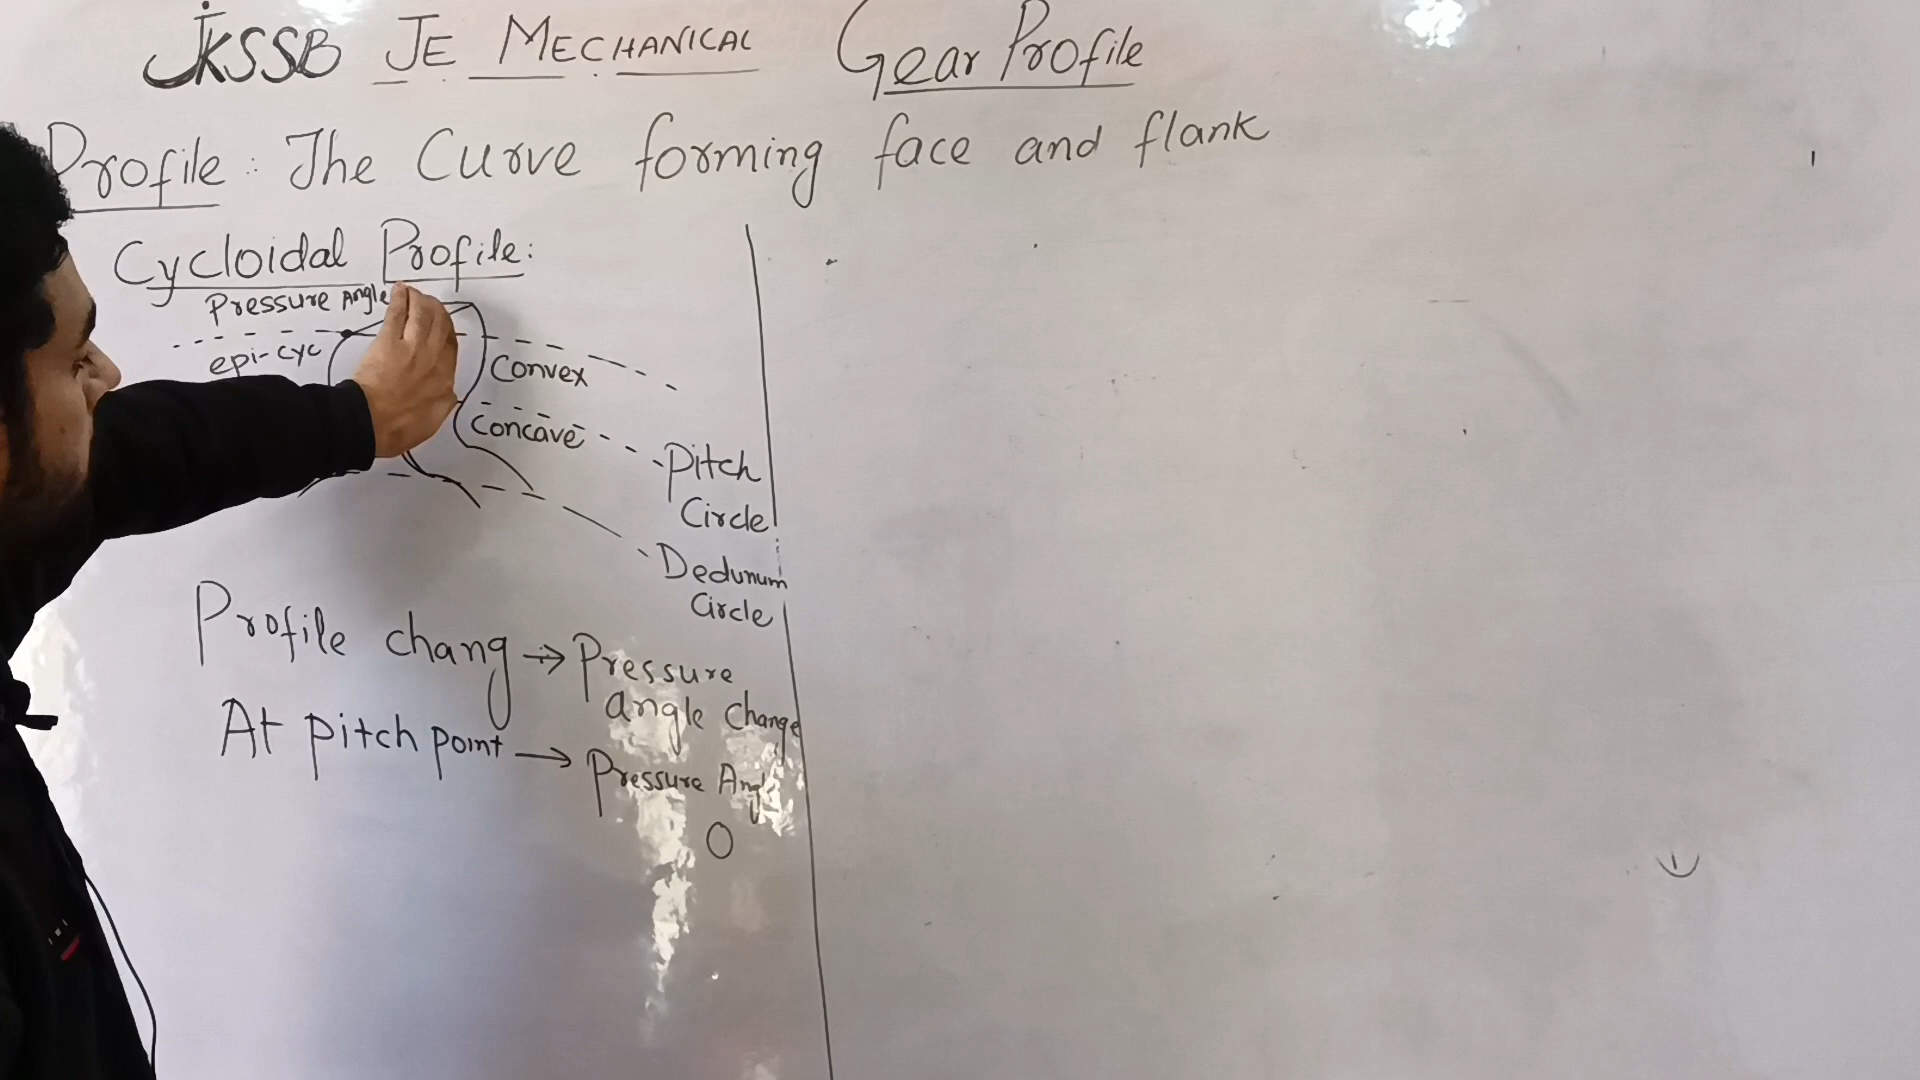 JKSSB JE MECHANICAL Gear Profile
Profile : The Curve forming face and flank
Cycloidal Profile:
Pressure Angle
epi-cyc
Convex
Concave
Pitch
Circle
Dedunum
Circle
Profile chang → Pressure
angle Change
At pitch point → Pressure Angle
0